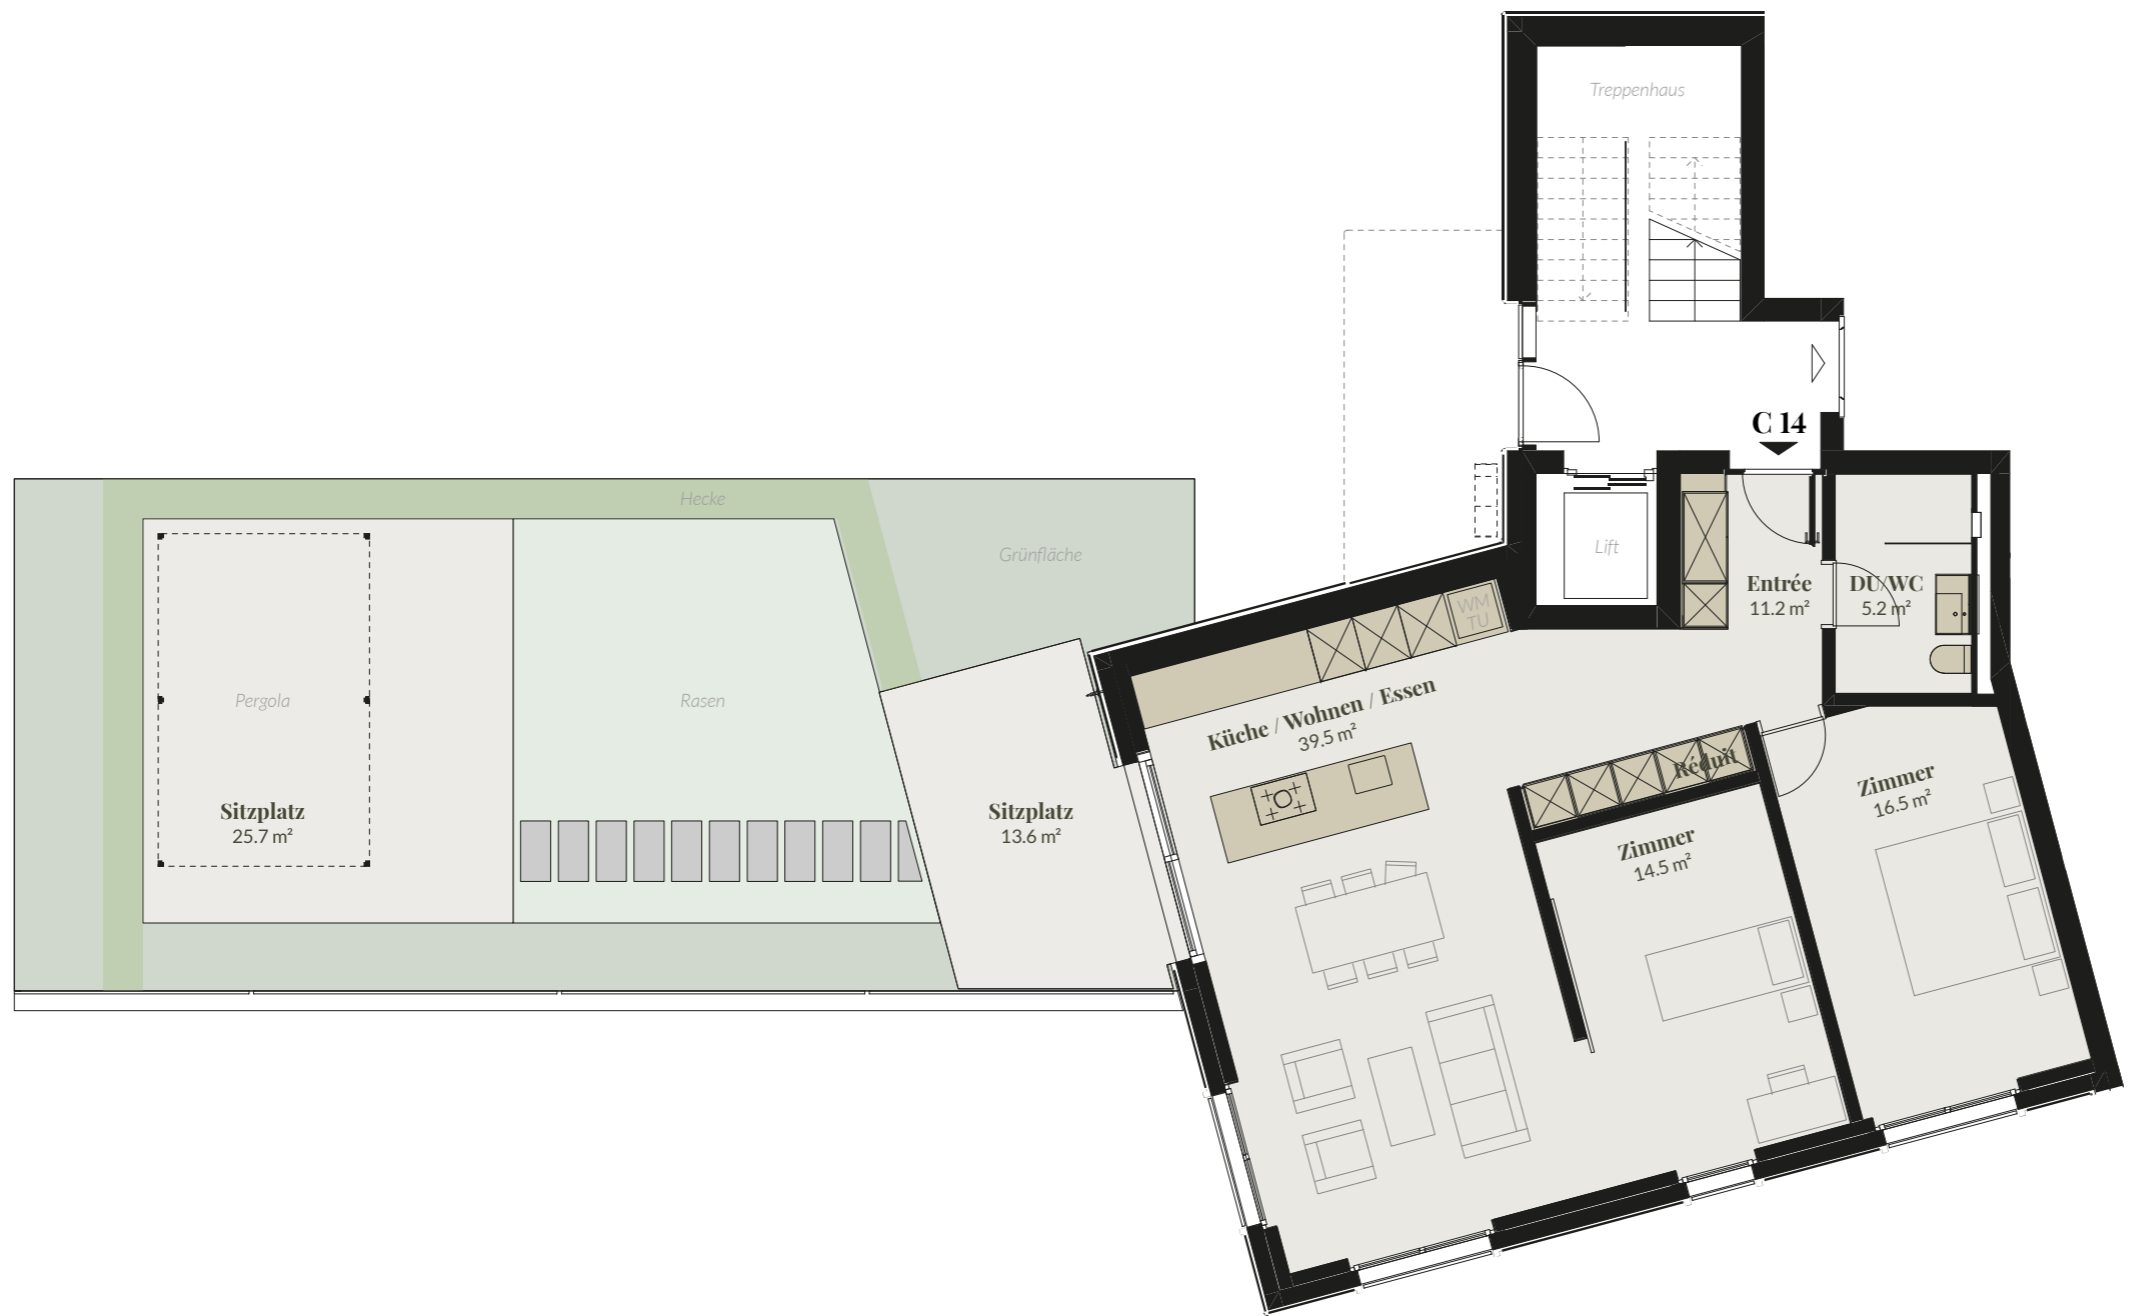 Treppenhaus
C 14
Hecke
Grünfläche
Lift
Entrée
11.2 m²
DU/WC
5.2 m²
WM
TU
Pergola
Rasen
Küche / Wohnen / Essen
39.5 m²
Réduit
Zimmer
16.5 m²
Sitzplatz
25.7 m²
Sitzplatz
13.6 m²
Zimmer
14.5 m²